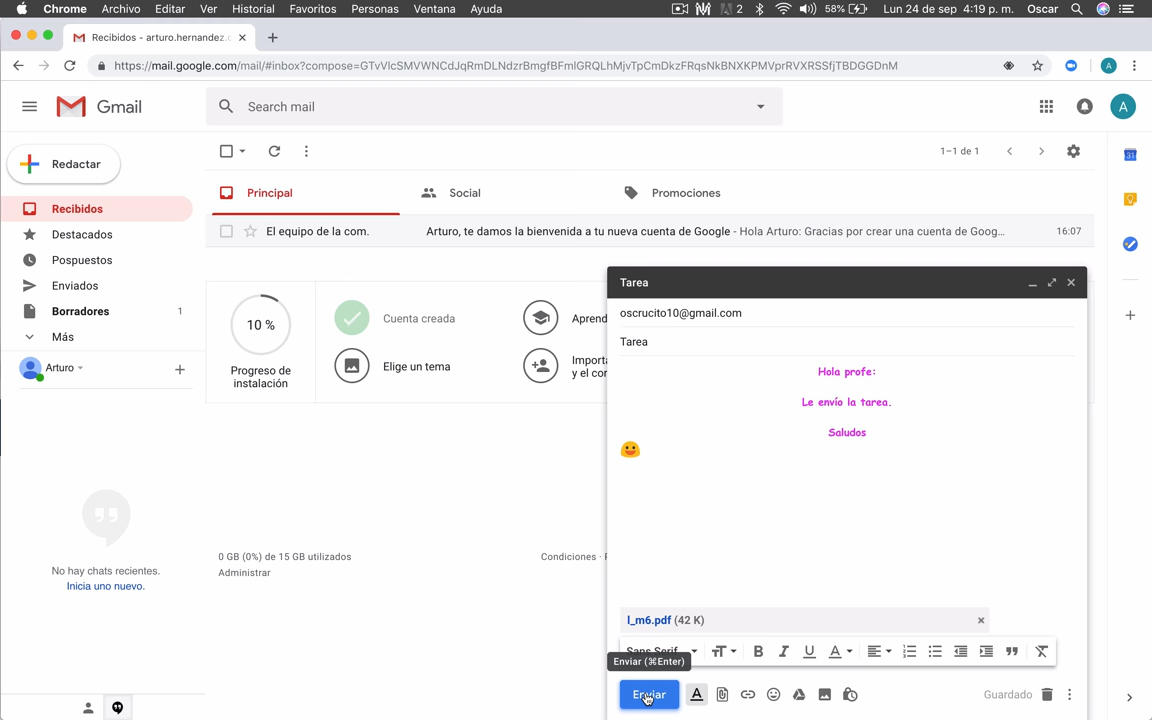 Chrome Archivo Editar Ver Historial Favoritos Personas Ventana Ayuda 2 58% Lun 24 de sep 4:19 p. m. Oscar
Recibidos - arturo.hernandez.
https://mail.google.com/mail/#inbox?compose=GTvVlcSMVWNCdJqRmDLNdzrBmgfBFmlGRQLhMjvTpCmDkzFRqsNkBNXKPMVprRVXRSSfjTBDGGDnM A
Gmail
Search mail
A
Redactar
1–1 de 1
31
Principal
Social
Promociones
Recibidos
El equipo de la com. Arturo, te damos la bienvenida a tu nueva cuenta de Google - Hola Arturo: Gracias por crear una cuenta de Goog... 16:07
Destacados
Pospuestos
Enviados
Borradores 1
Más
Arturo
10 %
Progreso de
instalación
Cuenta creada
Elige un tema
Aprend
Importa
y el cor
Tarea
oscrucito10@gmail.com
Tarea
Hola profe:
Le envío la tarea.
Saludos
No hay chats recientes.
Inicia uno nuevo.
0 GB (0%) de 15 GB utilizados
Administrar
Condiciones ·
l_m6.pdf (42 K)
Sans Serif
Enviar (⌘Enter)
Enviar
Guardado